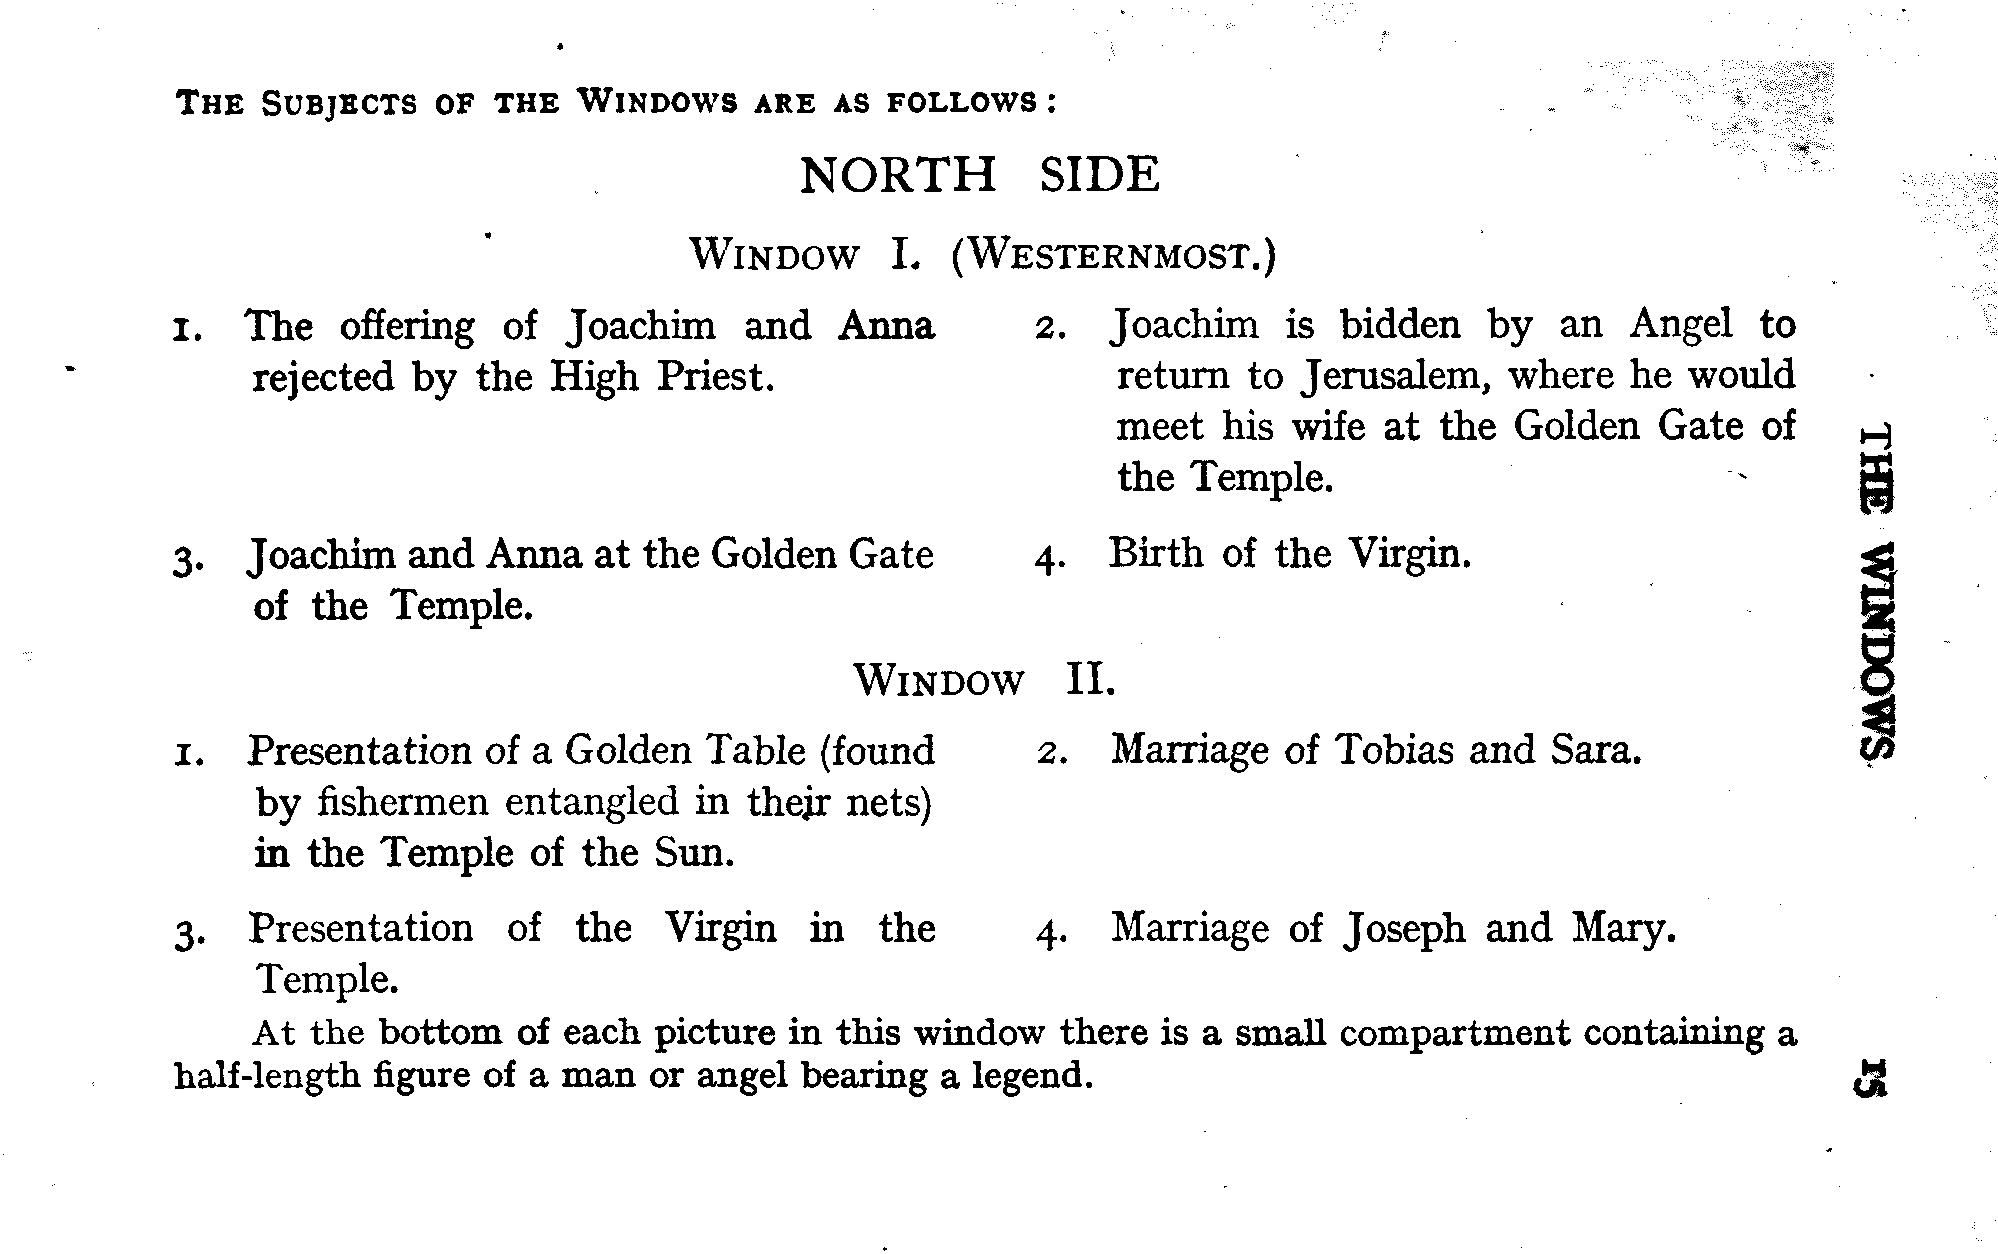 THE SUBJECTS OF THE WINDOWS ARE AS FOLLOWS:
NORTH SIDE
WINDOW I. (WESTERNMOST.)
1. The offering of Joachim and Anna
rejected by the High Priest.
2. Joachim is bidden by an Angel to
return to Jerusalem, where he would
meet his wife at the Golden Gate of
the Temple.
3. Joachim and Anna at the Golden Gate
of the Temple.
4. Birth of the Virgin.
WINDOW II.
1. Presentation of a Golden Table (found
by fishermen entangled in their nets)
in the Temple of the Sun.
2. Marriage of Tobias and Sara.
3. Presentation of the Virgin in the
Temple.
4. Marriage of Joseph and Mary.
At the bottom of each picture in this window there is a small compartment containing a
half-length figure of a man or angel bearing a legend.
THE WINDOWS
15